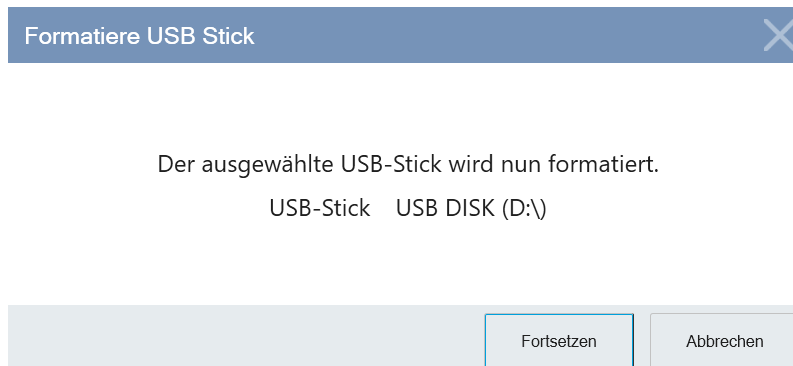 Formatiere USB Stick
Der ausgewählte USB-Stick wird nun formatiert.
USB-Stick USB DISK (D:\)
Fortsetzen Abbrechen